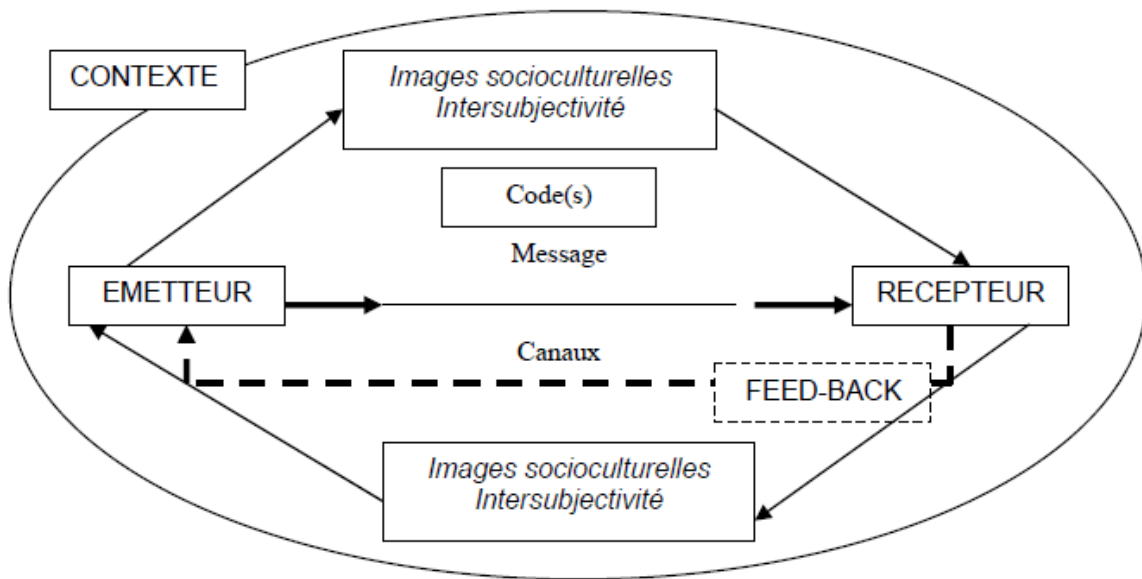 CONTEXTE
Images socioculturelles
Intersubjectivité
Code(s)
Message
EMETTEUR
RECEPTEUR
Canaux
FEED-BACK
Images socioculturelles
Intersubjectivité